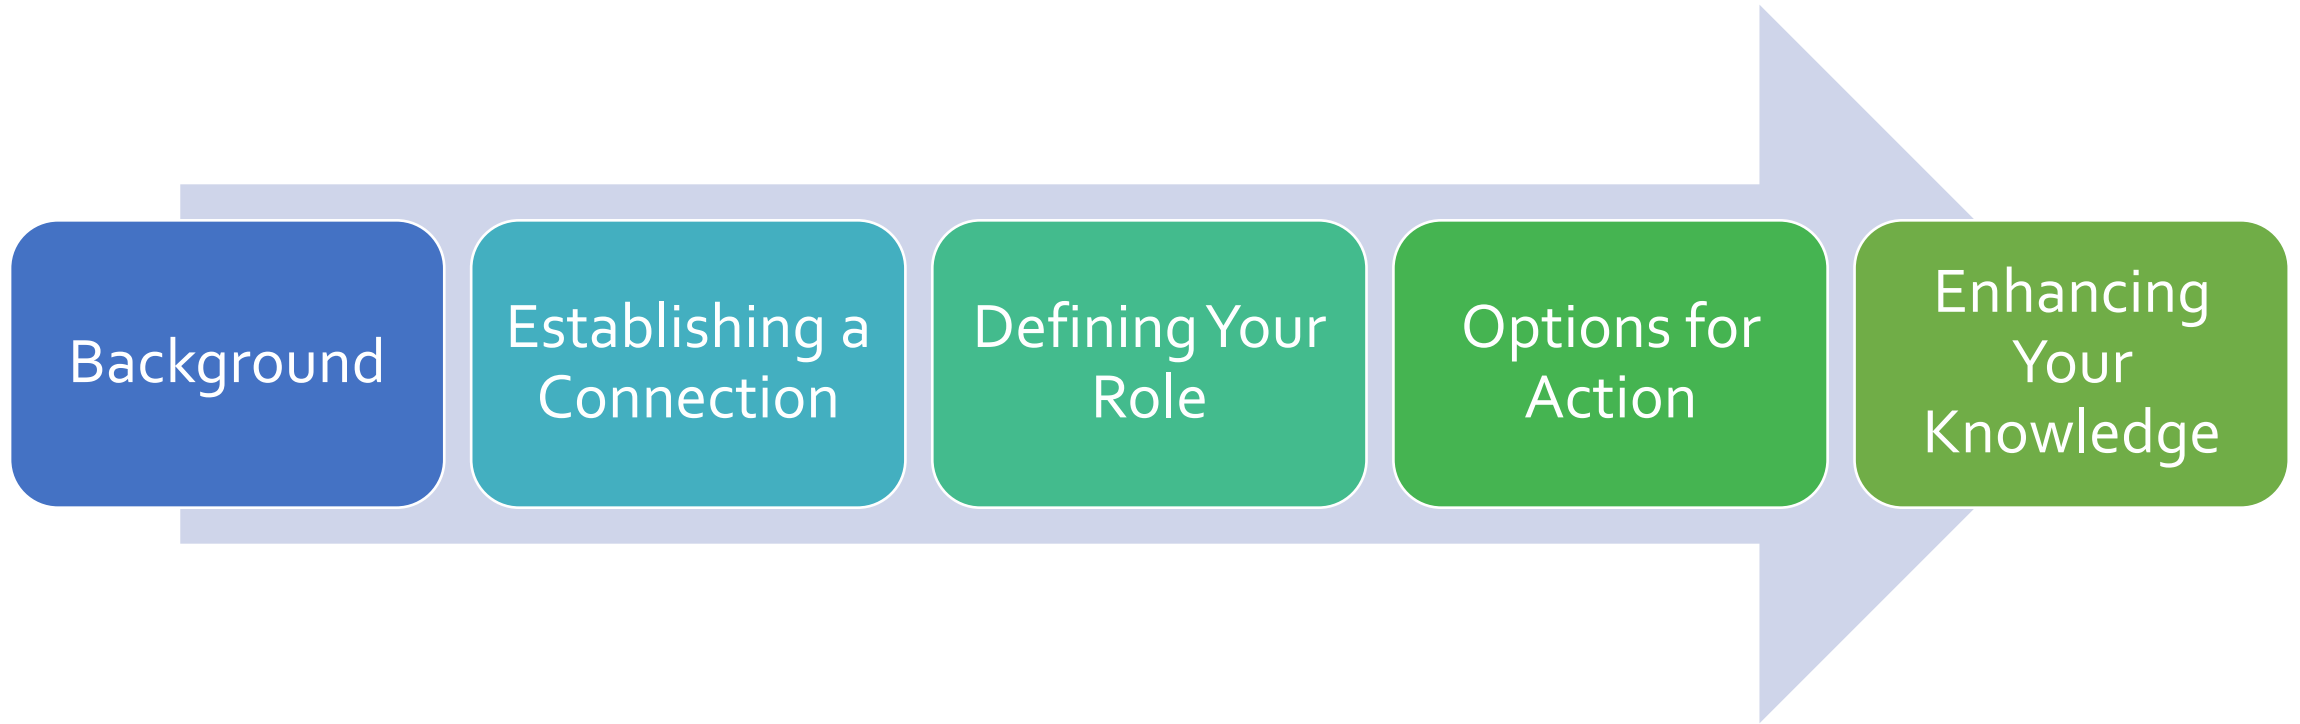 Background
Establishing a
Connection
Defining Your
Role
Options for
Action
Enhancing
Your
Knowledge